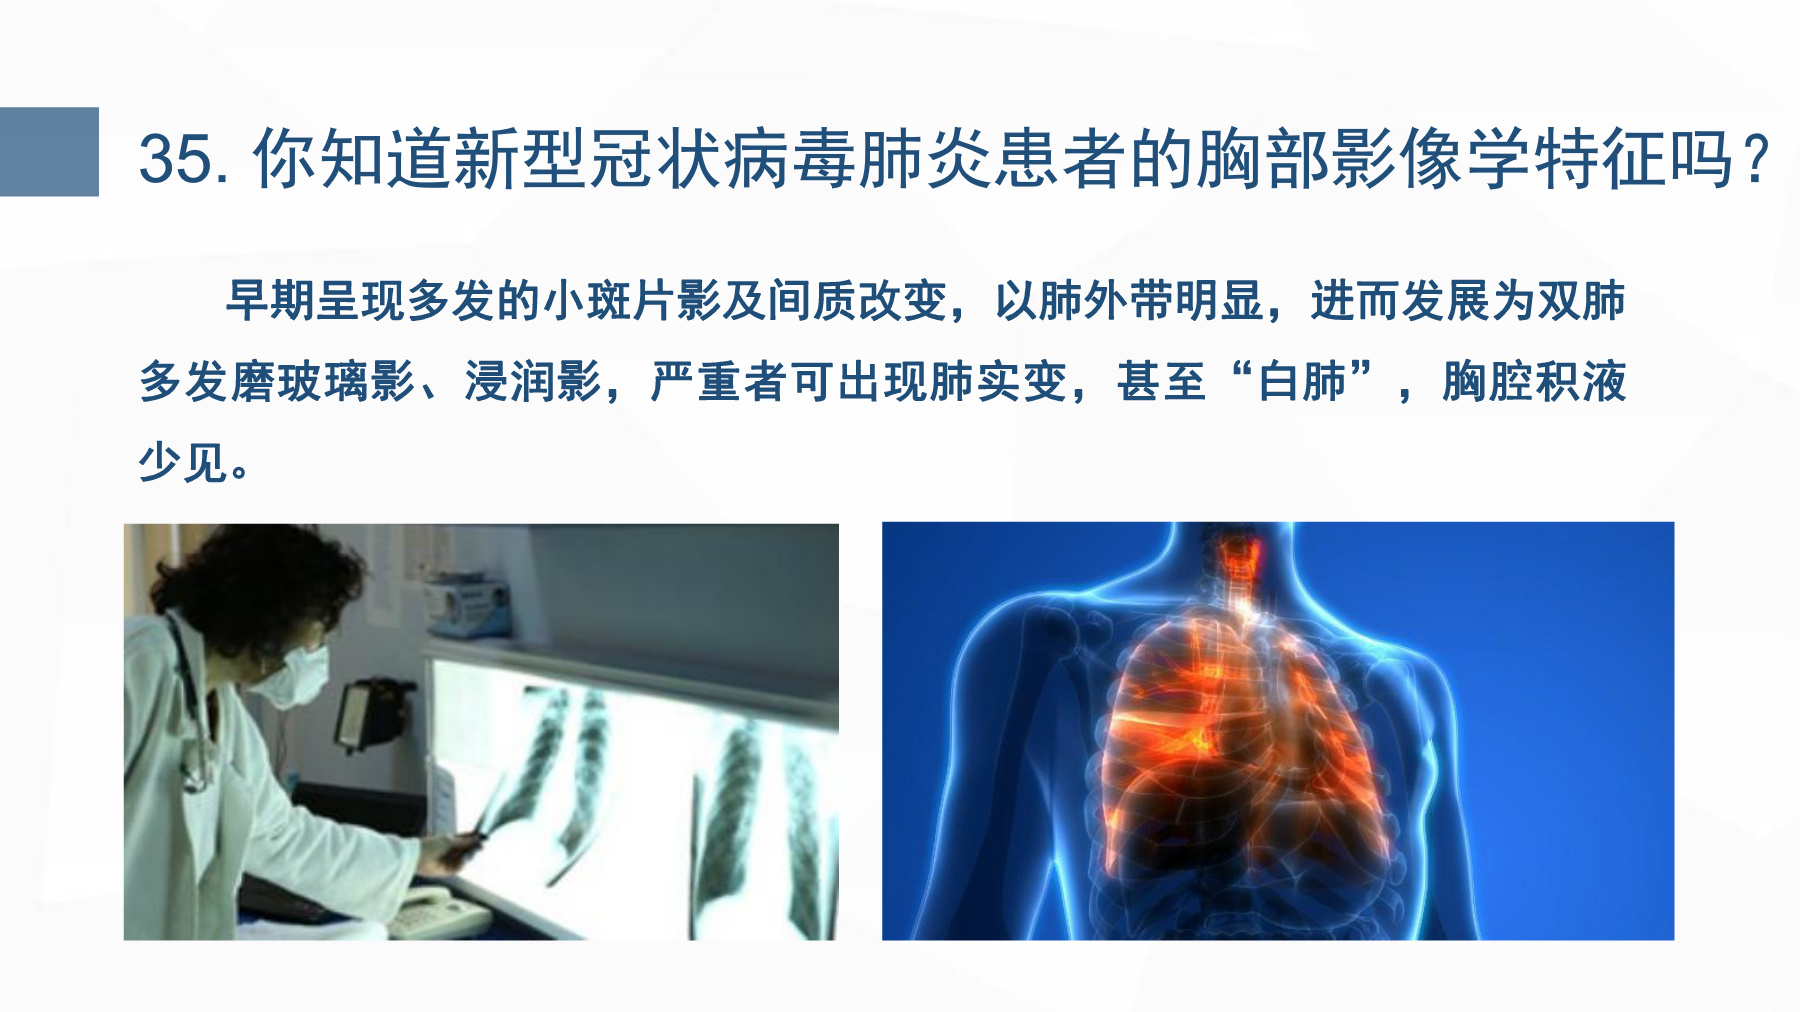 35. 你知道新型冠状病毒肺炎患者的胸部影像学特征吗？
早期呈现多发的小斑片影及间质改变，以肺外带明显，进而发展为双肺
多发磨玻璃影、浸润影，严重者可出现肺实变，甚至“白肺”，胸腔积液
少见。